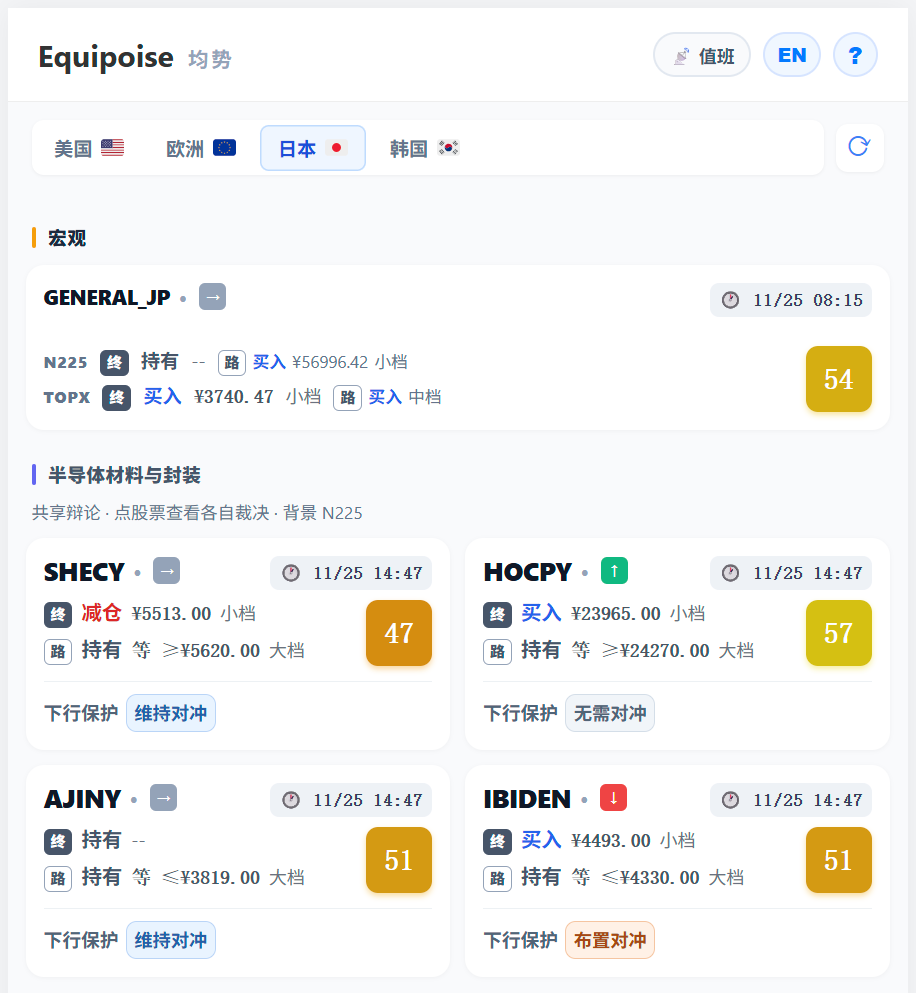 Equipoise 均势 值班 EN ?
美国 欧洲 日本 韩国
宏观
GENERAL_JP • → 11/25 08:15
N225 终 持有 -- 路 买入 ¥56996.42 小档
TOPX 终 买入 ¥3740.47 小档 路 买入 中档
54
半导体材料与封装
共享辩论 · 点股票查看各自裁决 · 背景 N225
SHECY • → 11/25 14:47
终 减仓 ¥5513.00 小档
路 持有 等 ≥¥5620.00 大档
47
下行保护 维持对冲
HOCPY • ↑ 11/25 14:47
终 买入 ¥23965.00 小档
路 持有 等 ≥¥24270.00 大档
57
下行保护 无需对冲
AJINY • → 11/25 14:47
终 持有 --
路 持有 等 ≤¥3819.00 大档
51
下行保护 维持对冲
IBIDEN • ↓ 11/25 14:47
终 买入 ¥4493.00 小档
路 持有 等 ≤¥4330.00 大档
51
下行保护 布置对冲